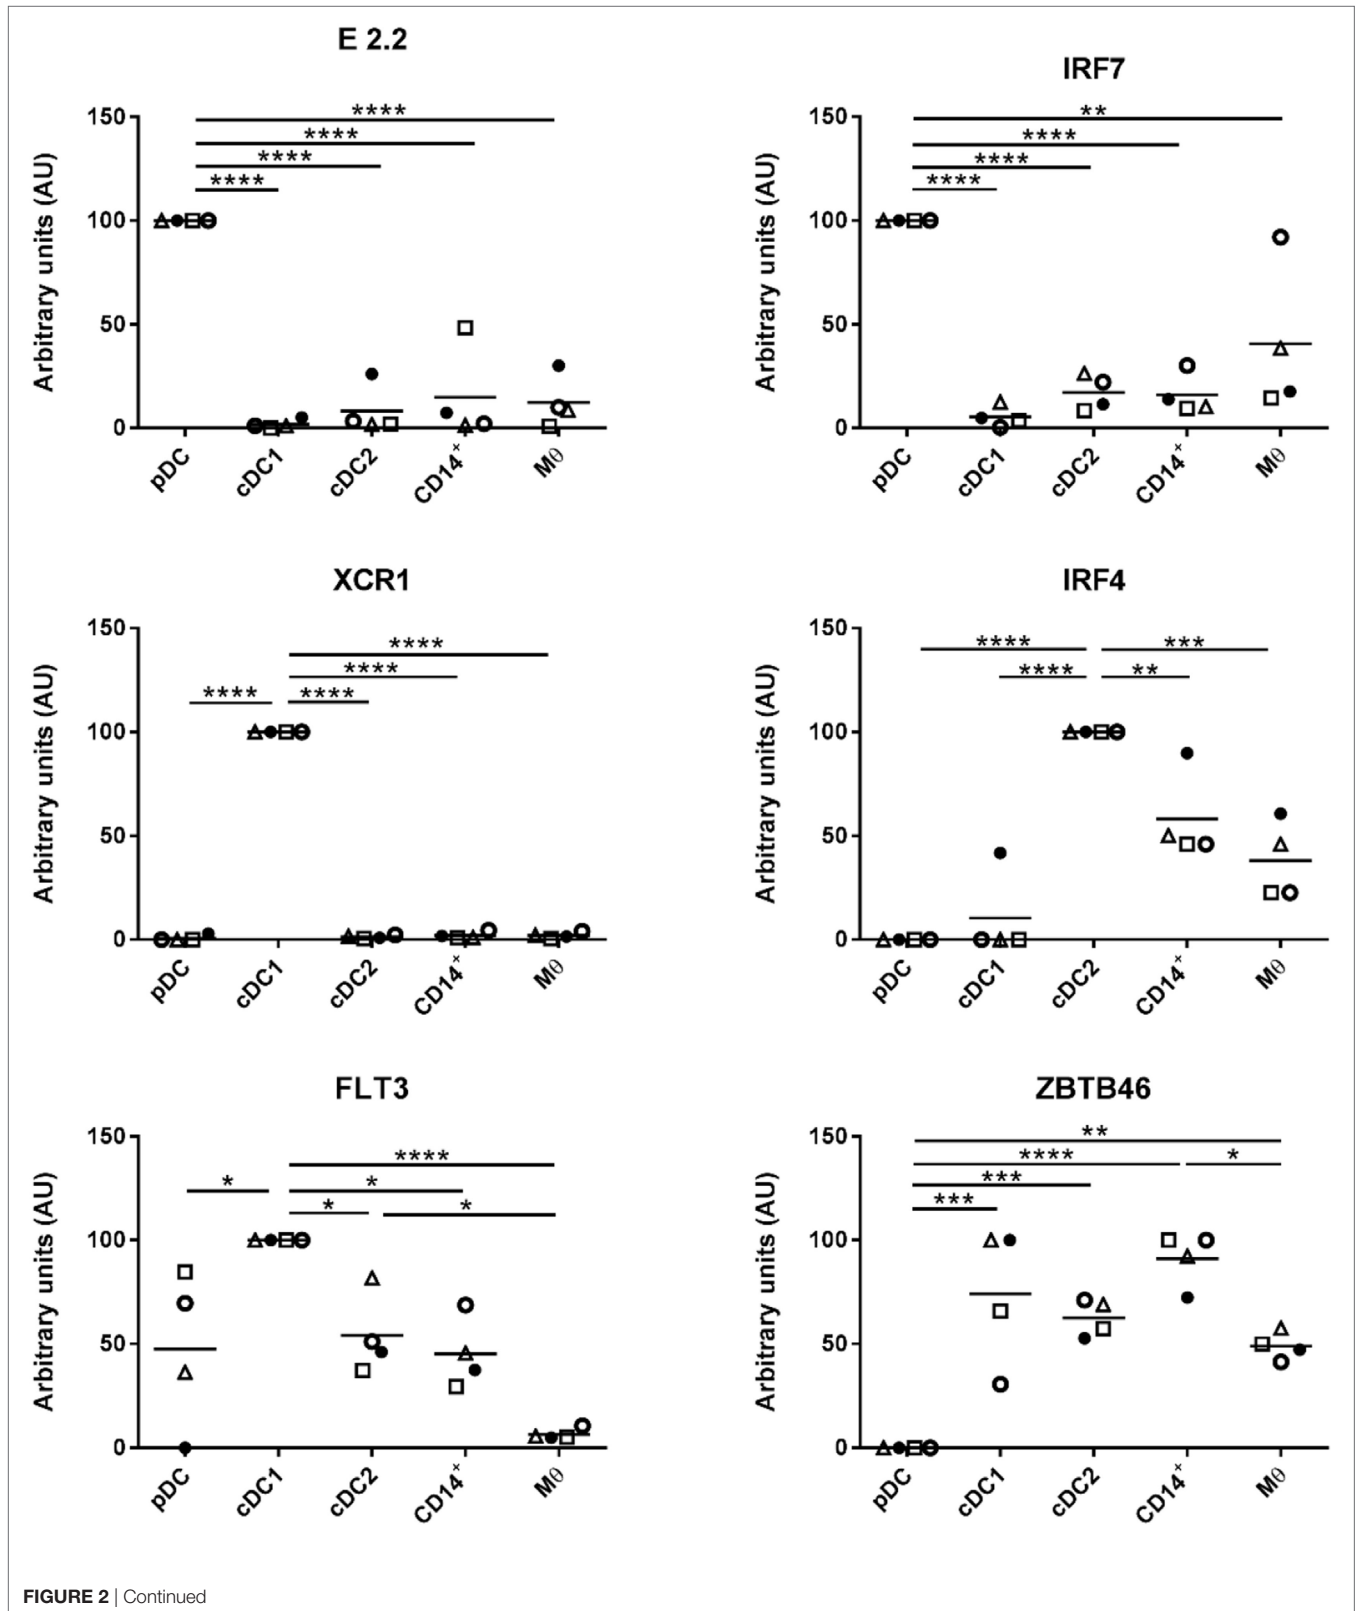 E 2.2
****
****
****
****
150
100
50
0
Arbitrary units (AU)
pDC
cDC1
cDC2
CD14+
Mθ
IRF7
**
****
****
****
150
100
50
0
Arbitrary units (AU)
pDC
cDC1
cDC2
CD14+
Mθ
XCR1
****
****
**** ****
150
100
50
0
Arbitrary units (AU)
pDC
cDC1
cDC2
CD14+
Mθ
IRF4
**** ***
**** **
150
100
50
0
Arbitrary units (AU)
pDC
cDC1
cDC2
CD14+
Mθ
FLT3
****
* *
* *
150
100
50
0
Arbitrary units (AU)
pDC
cDC1
cDC2
CD14+
Mθ
ZBTB46
**
**** *
***
***
150
100
50
0
Arbitrary units (AU)
pDC
cDC1
cDC2
CD14+
Mθ
FIGURE 2 | Continued